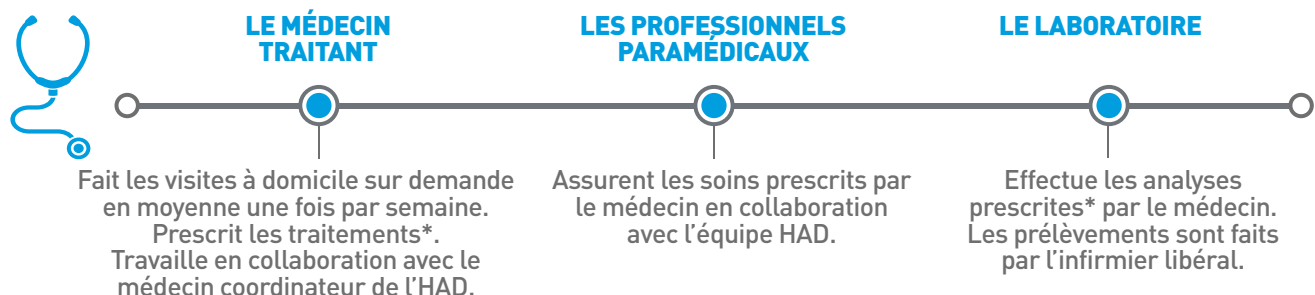 LE MÉDECIN
TRAITANT
Fait les visites à domicile sur demande
en moyenne une fois par semaine.
Prescrit les traitements*.
Travaille en collaboration avec le
médecin coordinateur de l’HAD.
LES PROFESSIONNELS
PARAMÉDICAUX
Assurent les soins prescrits par
le médecin en collaboration
avec l’équipe HAD.
LE LABORATOIRE
Effectue les analyses
prescrites* par le médecin.
Les prélèvements sont faits
par l’infirmier libéral.